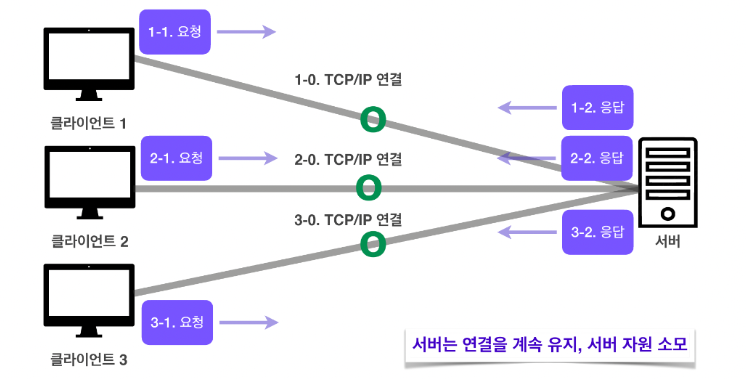 1-1. 요청
1-0. TCP/IP 연결
1-2. 응답
클라이언트 1
2-1. 요청
2-0. TCP/IP 연결
2-2. 응답
클라이언트 2
3-0. TCP/IP 연결
3-2. 응답
서버
3-1. 요청
클라이언트 3
서버는 연결을 계속 유지, 서버 자원 소모